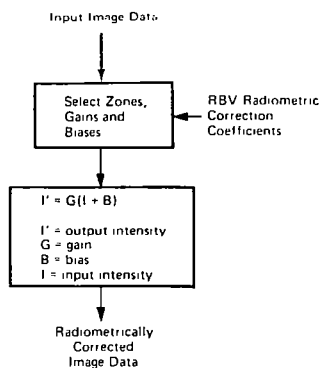 Input Image Data
Select Zones,
Gains and
Biases
RBV Radiometric
Correction
Coefficients
I' = G(I + B)
I' = output intensity
G = gain
B = bias
I = input intensity
Radiometrically
Corrected
Image Data